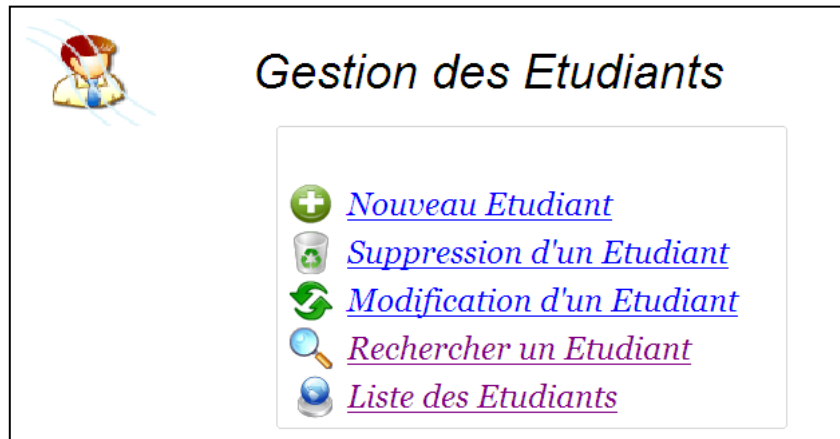 Gestion des Etudiants
Nouveau Etudiant
Suppression d'un Etudiant
Modification d'un Etudiant
Rechercher un Etudiant
Liste des Etudiants